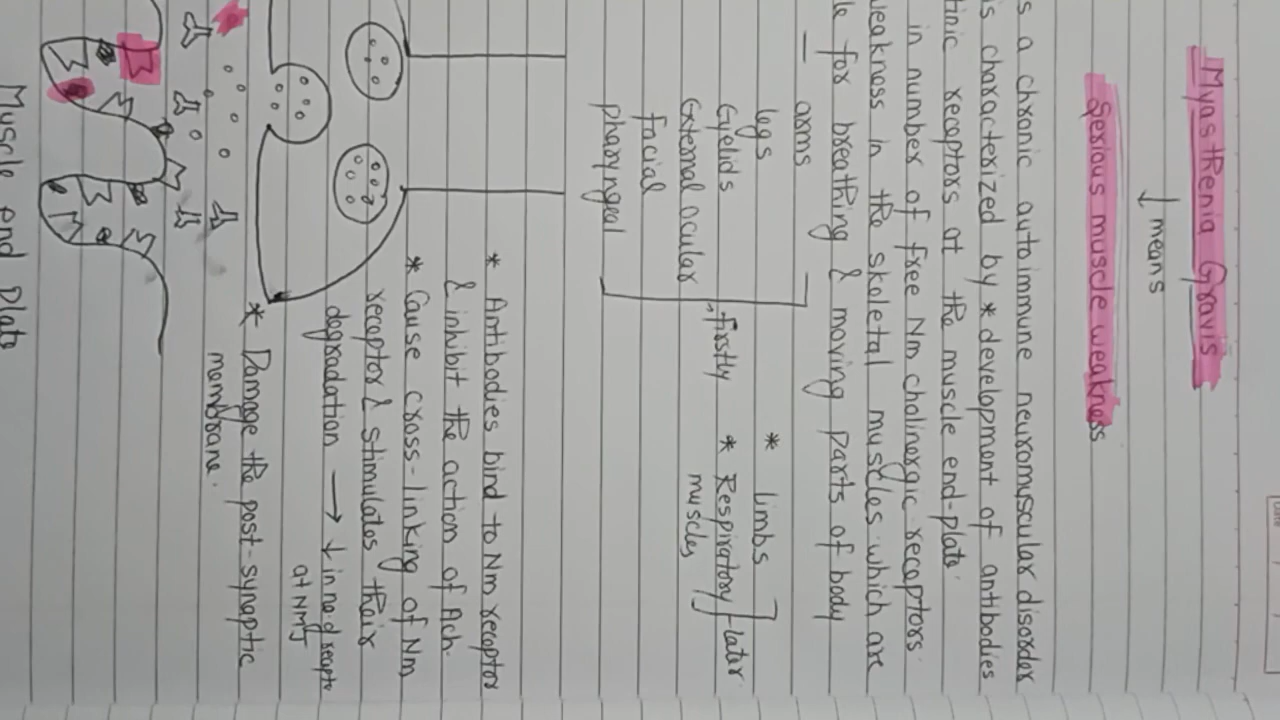 Myasthenia Gravis
↓ means
Serious muscle weakness
s a chronic autoimmune neuromuscular disorder
is characterized by * development of antibodies
tinic receptors at the muscle end-plate.
in number of free Nm cholinergic receptors.
weakness in the skeletal muscles which are
le for breathing & moving parts of body
— arms
legs
Eyelids
External ocular
facial
pharyngeal
firstly
* limbs
* Respiratory
muscles
later
* Antibodies bind to Nm receptor
& inhibit the action of Ach.
* Cause cross-linking of Nm
receptor & stimulates their
degradation → ↓ in no. of recept
at NMJ
* Damage the post-synaptic
membrane.
Muscle end plate